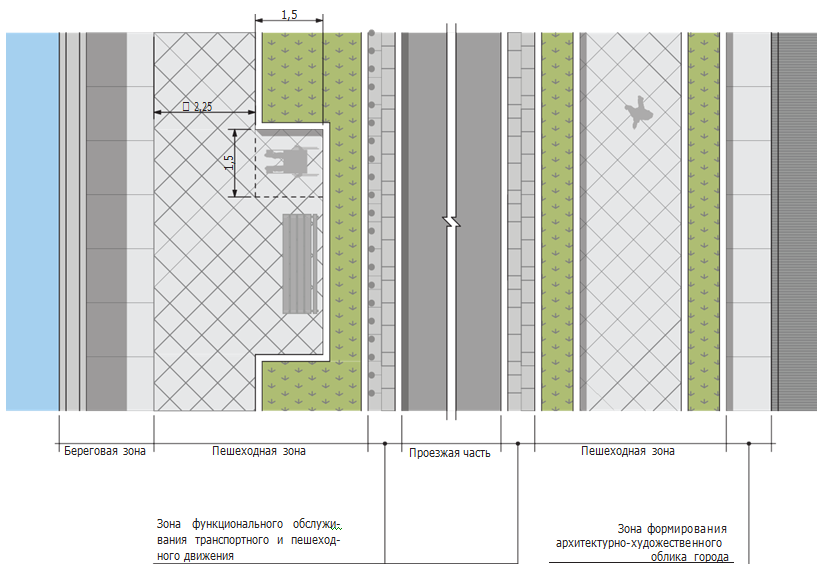 1,5
□ 2,25
1,5
Береговая зона
Пешеходная зона
Проезжая часть
Пешеходная зона
Зона функционального обслужи-
вания транспортного и пешеход-
ного движения
Зона формирования
архитектурно-художественного
облика города